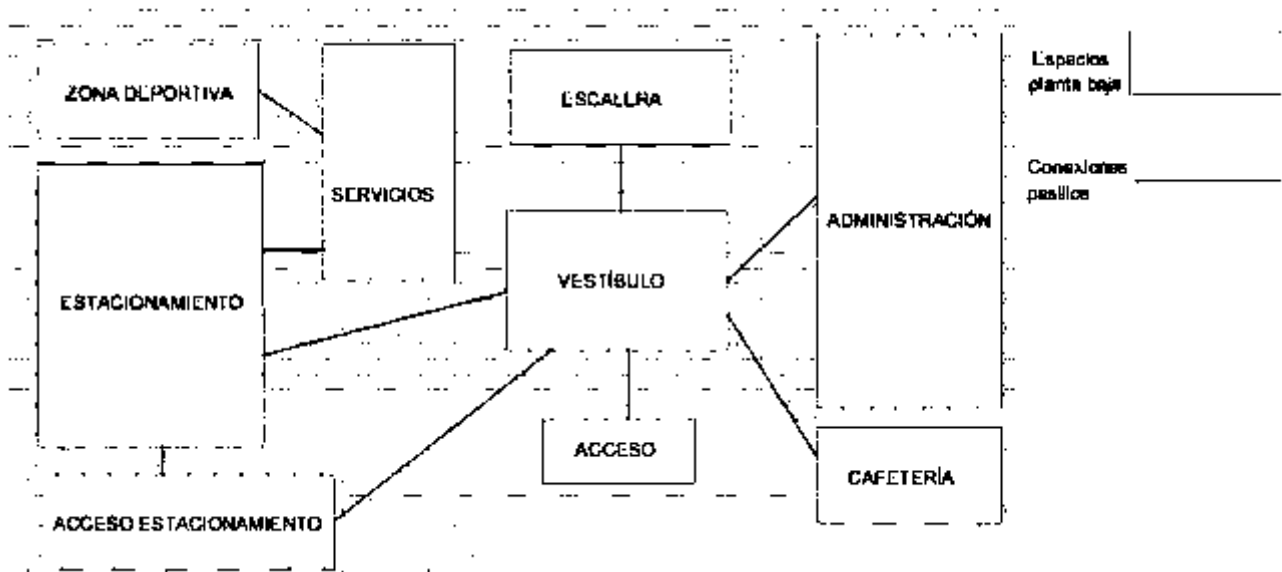 ZONA DEPORTIVA
ESCALERA
Espacios
planta baja
SERVICIOS
Conexiones
pasillos
ADMINISTRACIÓN
VESTÍBULO
ESTACIONAMIENTO
ACCESO
CAFETERÍA
ACCESO ESTACIONAMIENTO